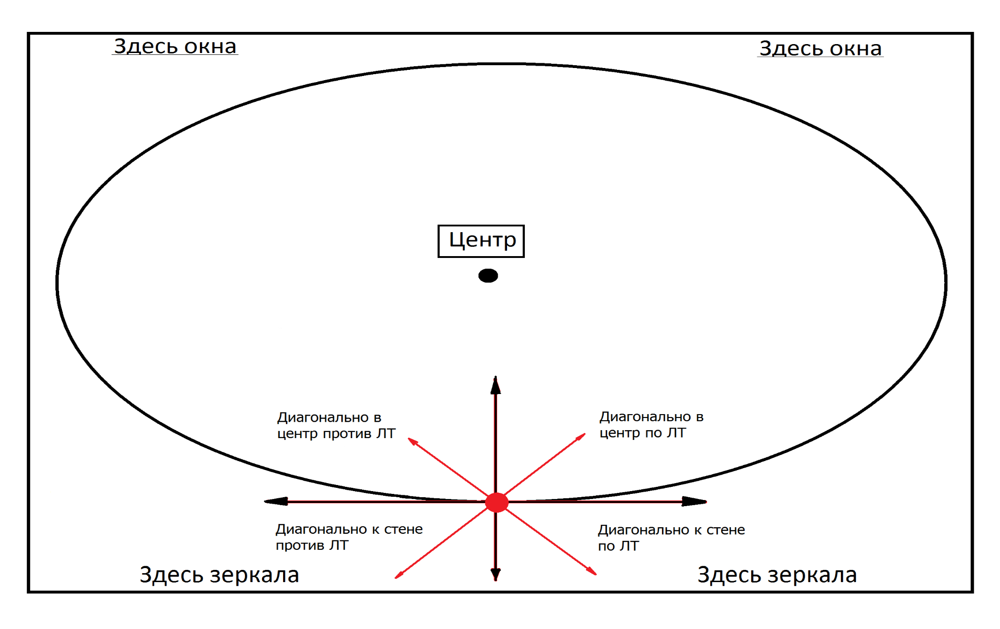 Здесь окна
Здесь окна
Центр
Диагонально в
центр против ЛТ
Диагонально в
центр по ЛТ
Диагонально к стене
против ЛТ
Диагонально к стене
по ЛТ
Здесь зеркала
Здесь зеркала